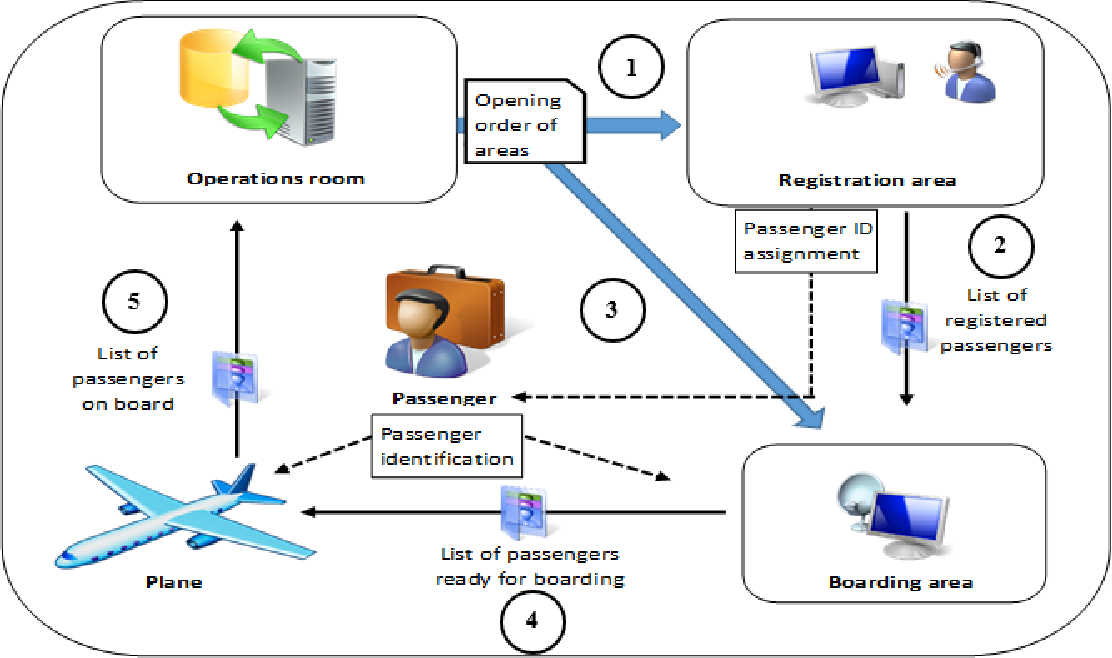 1
Opening
order of
areas
Operations room
Registration area
Passenger ID
assignment
2
List of
registered
passengers
5
List of
passengers
on board
3
Passenger
Passenger
identification
Plane
List of passengers
ready for boarding
4
Boarding area